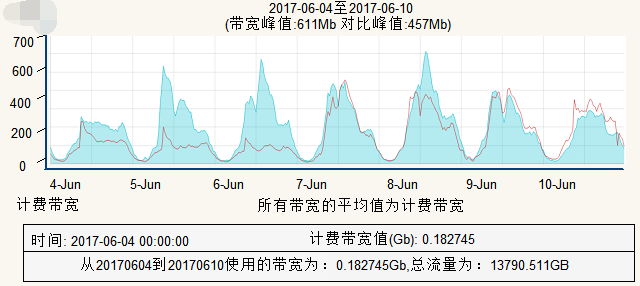 2017-06-04至2017-06-10
(带宽峰值:611Mb 对比峰值:457Mb)
700
600
400
200
0
4-Jun 5-Jun 6-Jun 7-Jun 8-Jun 9-Jun 10-Jun
计费带宽 所有带宽的平均值为计费带宽
时间: 2017-06-04 00:00:00 计费带宽值(Gb): 0.182745
从20170604到20170610使用的带宽为：0.182745Gb,总流量为：13790.511GB